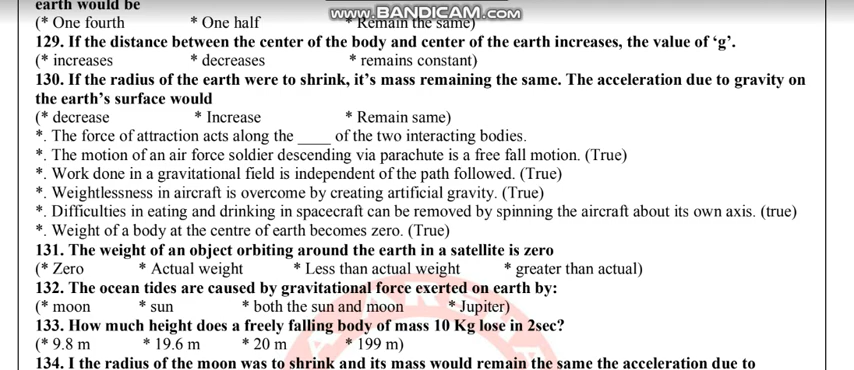 earth would be
www.BANDICAM.com
(* One fourth * One half * Remain the same)
129. If the distance between the center of the body and center of the earth increases, the value of ‘g’.
(* increases * decreases * remains constant)
130. If the radius of the earth were to shrink, it’s mass remaining the same. The acceleration due to gravity on
the earth’s surface would
(* decrease * Increase * Remain same)
*. The force of attraction acts along the ____ of the two interacting bodies.
*. The motion of an air force soldier descending via parachute is a free fall motion. (True)
*. Work done in a gravitational field is independent of the path followed. (True)
*. Weightlessness in aircraft is overcome by creating artificial gravity. (True)
*. Difficulties in eating and drinking in spacecraft can be removed by spinning the aircraft about its own axis. (true)
*. Weight of a body at the centre of earth becomes zero. (True)
131. The weight of an object orbiting around the earth in a satellite is zero
(* Zero * Actual weight * Less than actual weight * greater than actual)
132. The ocean tides are caused by gravitational force exerted on earth by:
(* moon * sun * both the sun and moon * Jupiter)
133. How much height does a freely falling body of mass 10 Kg lose in 2sec?
(* 9.8 m * 19.6 m * 20 m * 199 m)
134. I the radius of the moon was to shrink and its mass would remain the same the acceleration due to